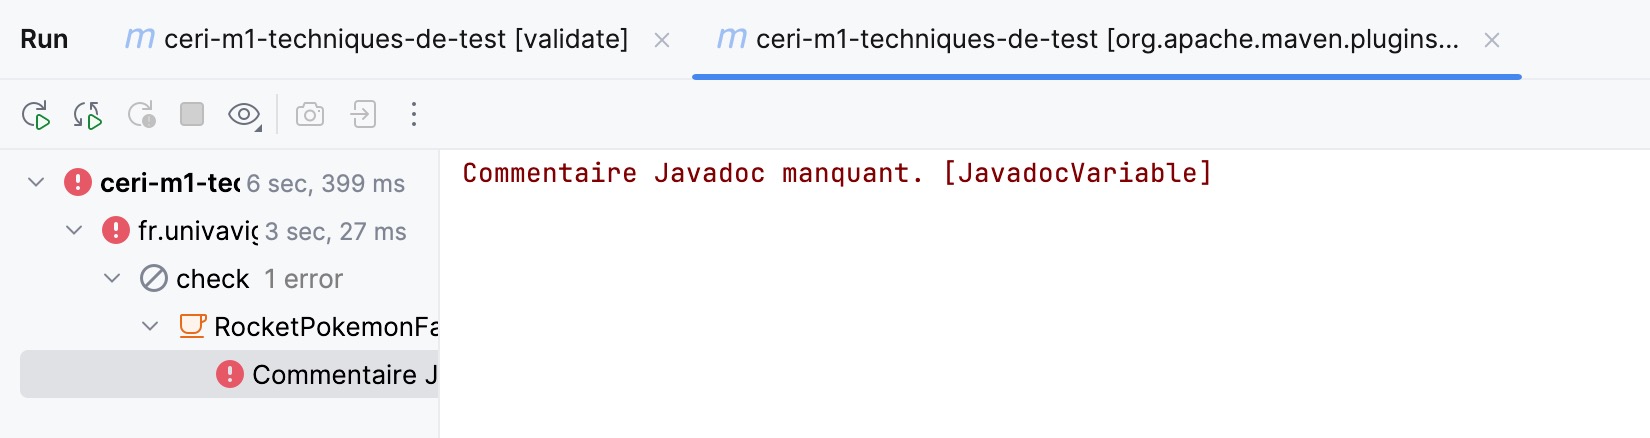 Run ceri-m1-techniques-de-test [validate] ceri-m1-techniques-de-test [org.apache.maven.plugins...
ceri-m1-tec 6 sec, 399 ms
fr.univavig 3 sec, 27 ms
check 1 error
RocketPokemonFa
Commentaire J
Commentaire Javadoc manquant. [JavadocVariable]